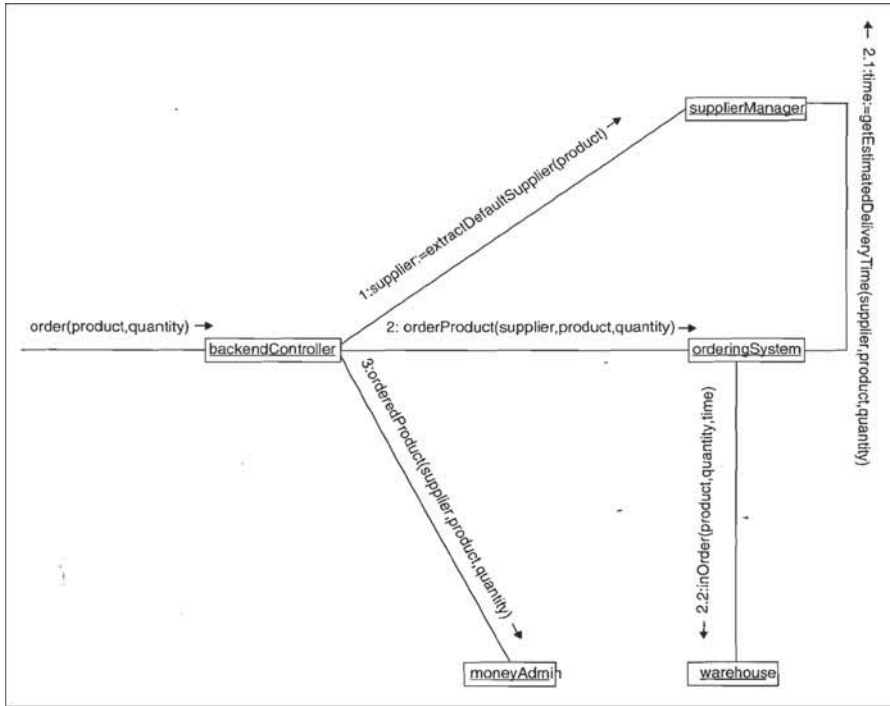 2.1:time:=getEstimatedDeliveryTime(supplier,product,quantity)
supplierManager
1:supplier:=extractDefaultSupplier(product)
order(product,quantity)
2: orderProduct(supplier,product,quantity)
backendController
orderingSystem
3:orderedProduct(supplier,product,quantity)
2.2:inOrder(product,quantity,time)
moneyAdmin
warehouse